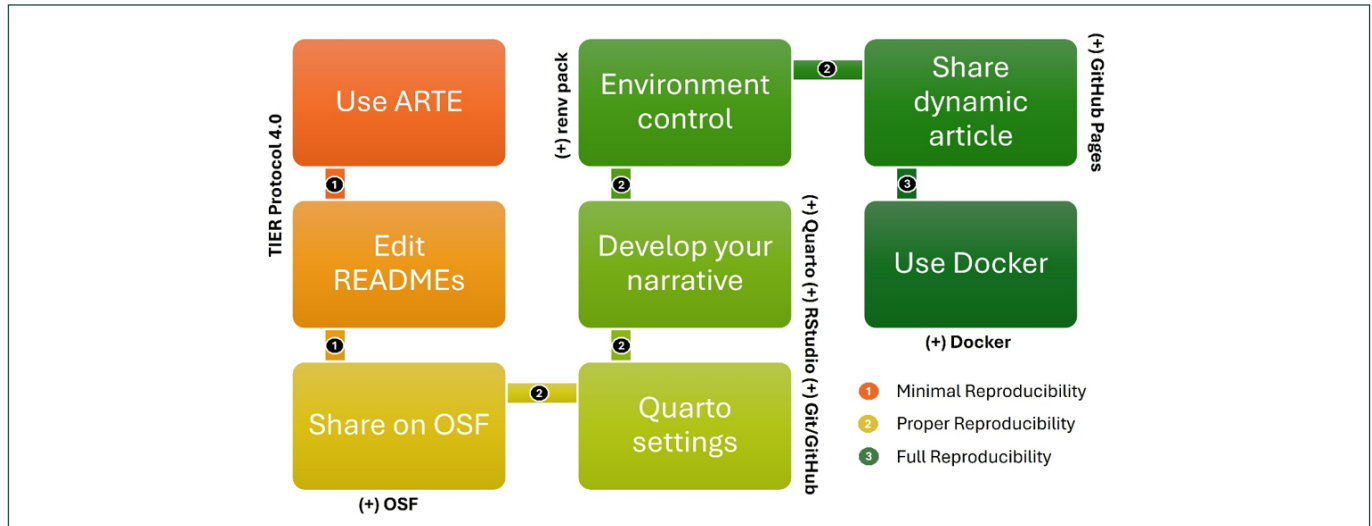 Use ARTE
1
TIER Protocol 4.0
Edit
READMEs
1
Share on OSF
(+) OSF
2
Quarto
settings
2
(+) Quarto (+) RStudio (+) Git/GitHub
Develop your
narrative
2
Environment
control
(+) renv pack
2
Share
dynamic
article
(+) GitHub Pages
3
Use Docker
(+) Docker
1 Minimal Reproducibility
2 Proper Reproducibility
3 Full Reproducibility